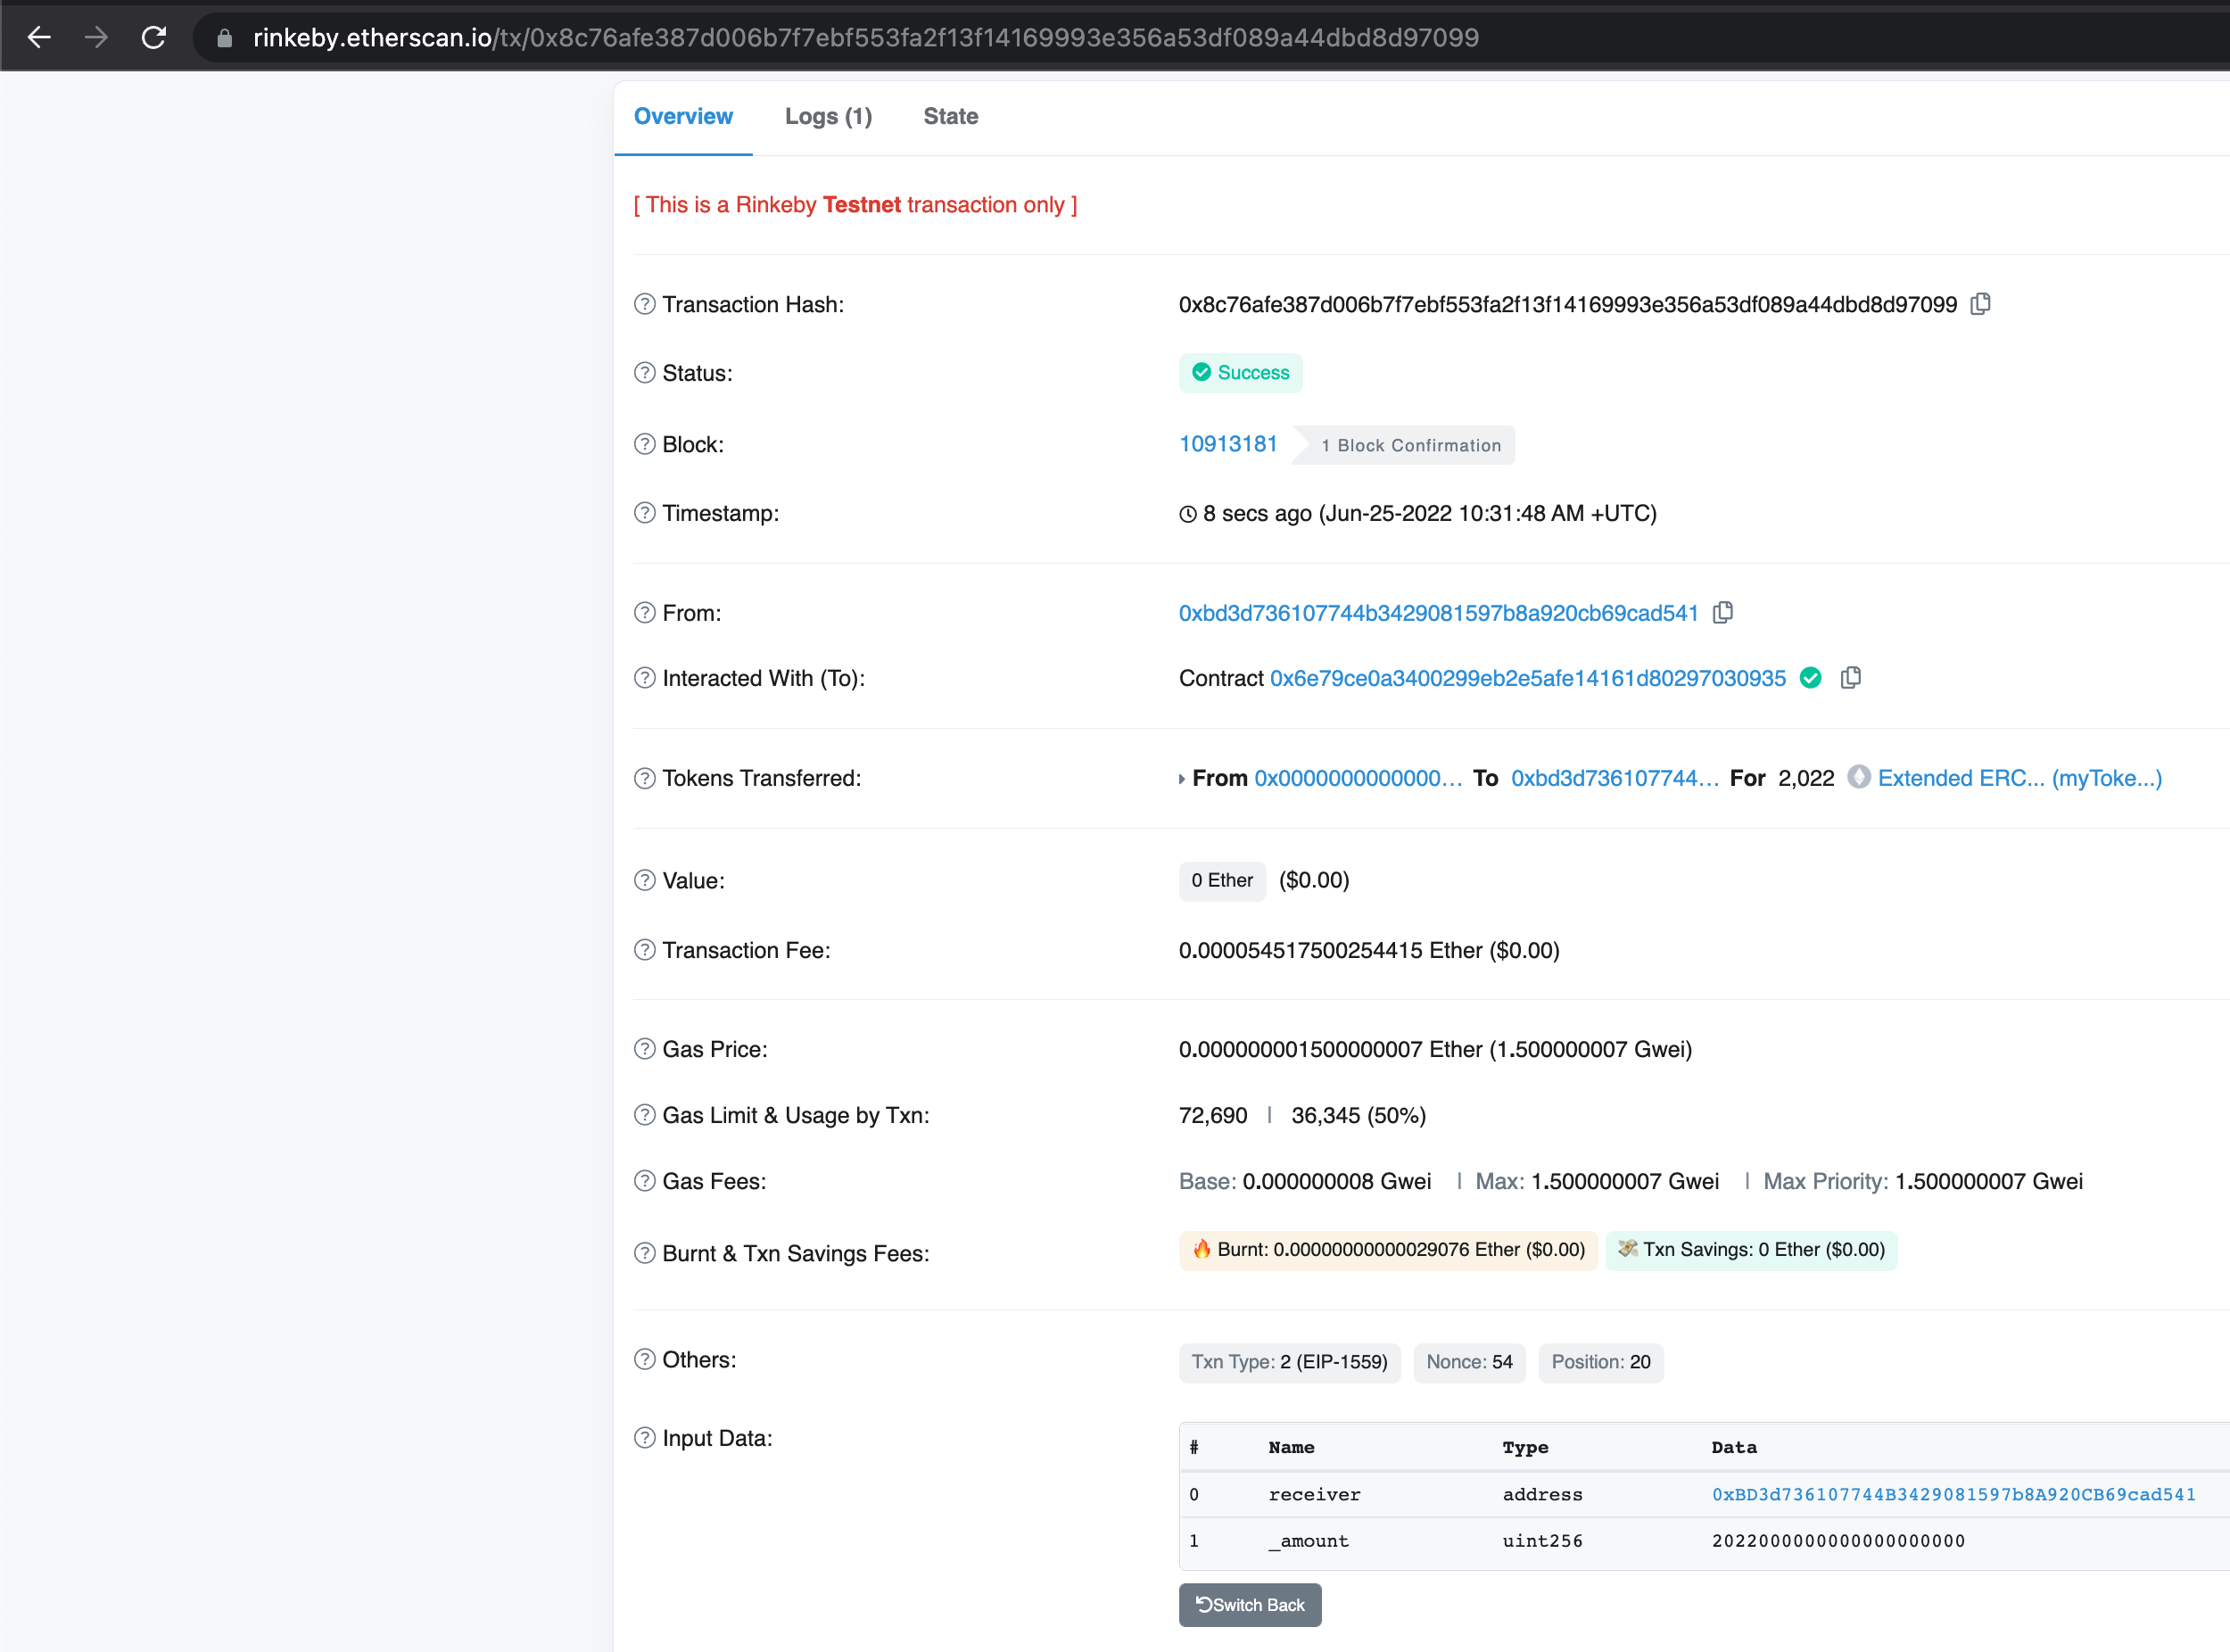 rinkeby.etherscan.io/tx/0x8c76afe387d006b7f7ebf553fa2f13f14169993e356a53df089a44dbd8d97099
Overview Logs (1) State
[ This is a Rinkeby Testnet transaction only ]
Transaction Hash: 0x8c76afe387d006b7f7ebf553fa2f13f14169993e356a53df089a44dbd8d97099
Status: Success
Block: 10913181 1 Block Confirmation
Timestamp: 8 secs ago (Jun-25-2022 10:31:48 AM +UTC)
From: 0xbd3d736107744b3429081597b8a920cb69cad541
Interacted With (To): Contract 0x6e79ce0a3400299eb2e5afe14161d80297030935
Tokens Transferred: From 0x0000000000000... To 0xbd3d736107744... For 2,022 Extended ERC... (myToke...)
Value: 0 Ether ($0.00)
Transaction Fee: 0.000054517500254415 Ether ($0.00)
Gas Price: 0.000000001500000007 Ether (1.500000007 Gwei)
Gas Limit & Usage by Txn: 72,690 | 36,345 (50%)
Gas Fees: Base: 0.000000008 Gwei | Max: 1.500000007 Gwei | Max Priority: 1.500000007 Gwei
Burnt & Txn Savings Fees: 🔥 Burnt: 0.00000000000029076 Ether ($0.00) 💸 Txn Savings: 0 Ether ($0.00)
Others: Txn Type: 2 (EIP-1559) Nonce: 54 Position: 20
Input Data:
# Name Type Data
0 receiver address 0xBD3d736107744B3429081597b8A920CB69cad541
1 _amount uint256 2022000000000000000000
Switch Back